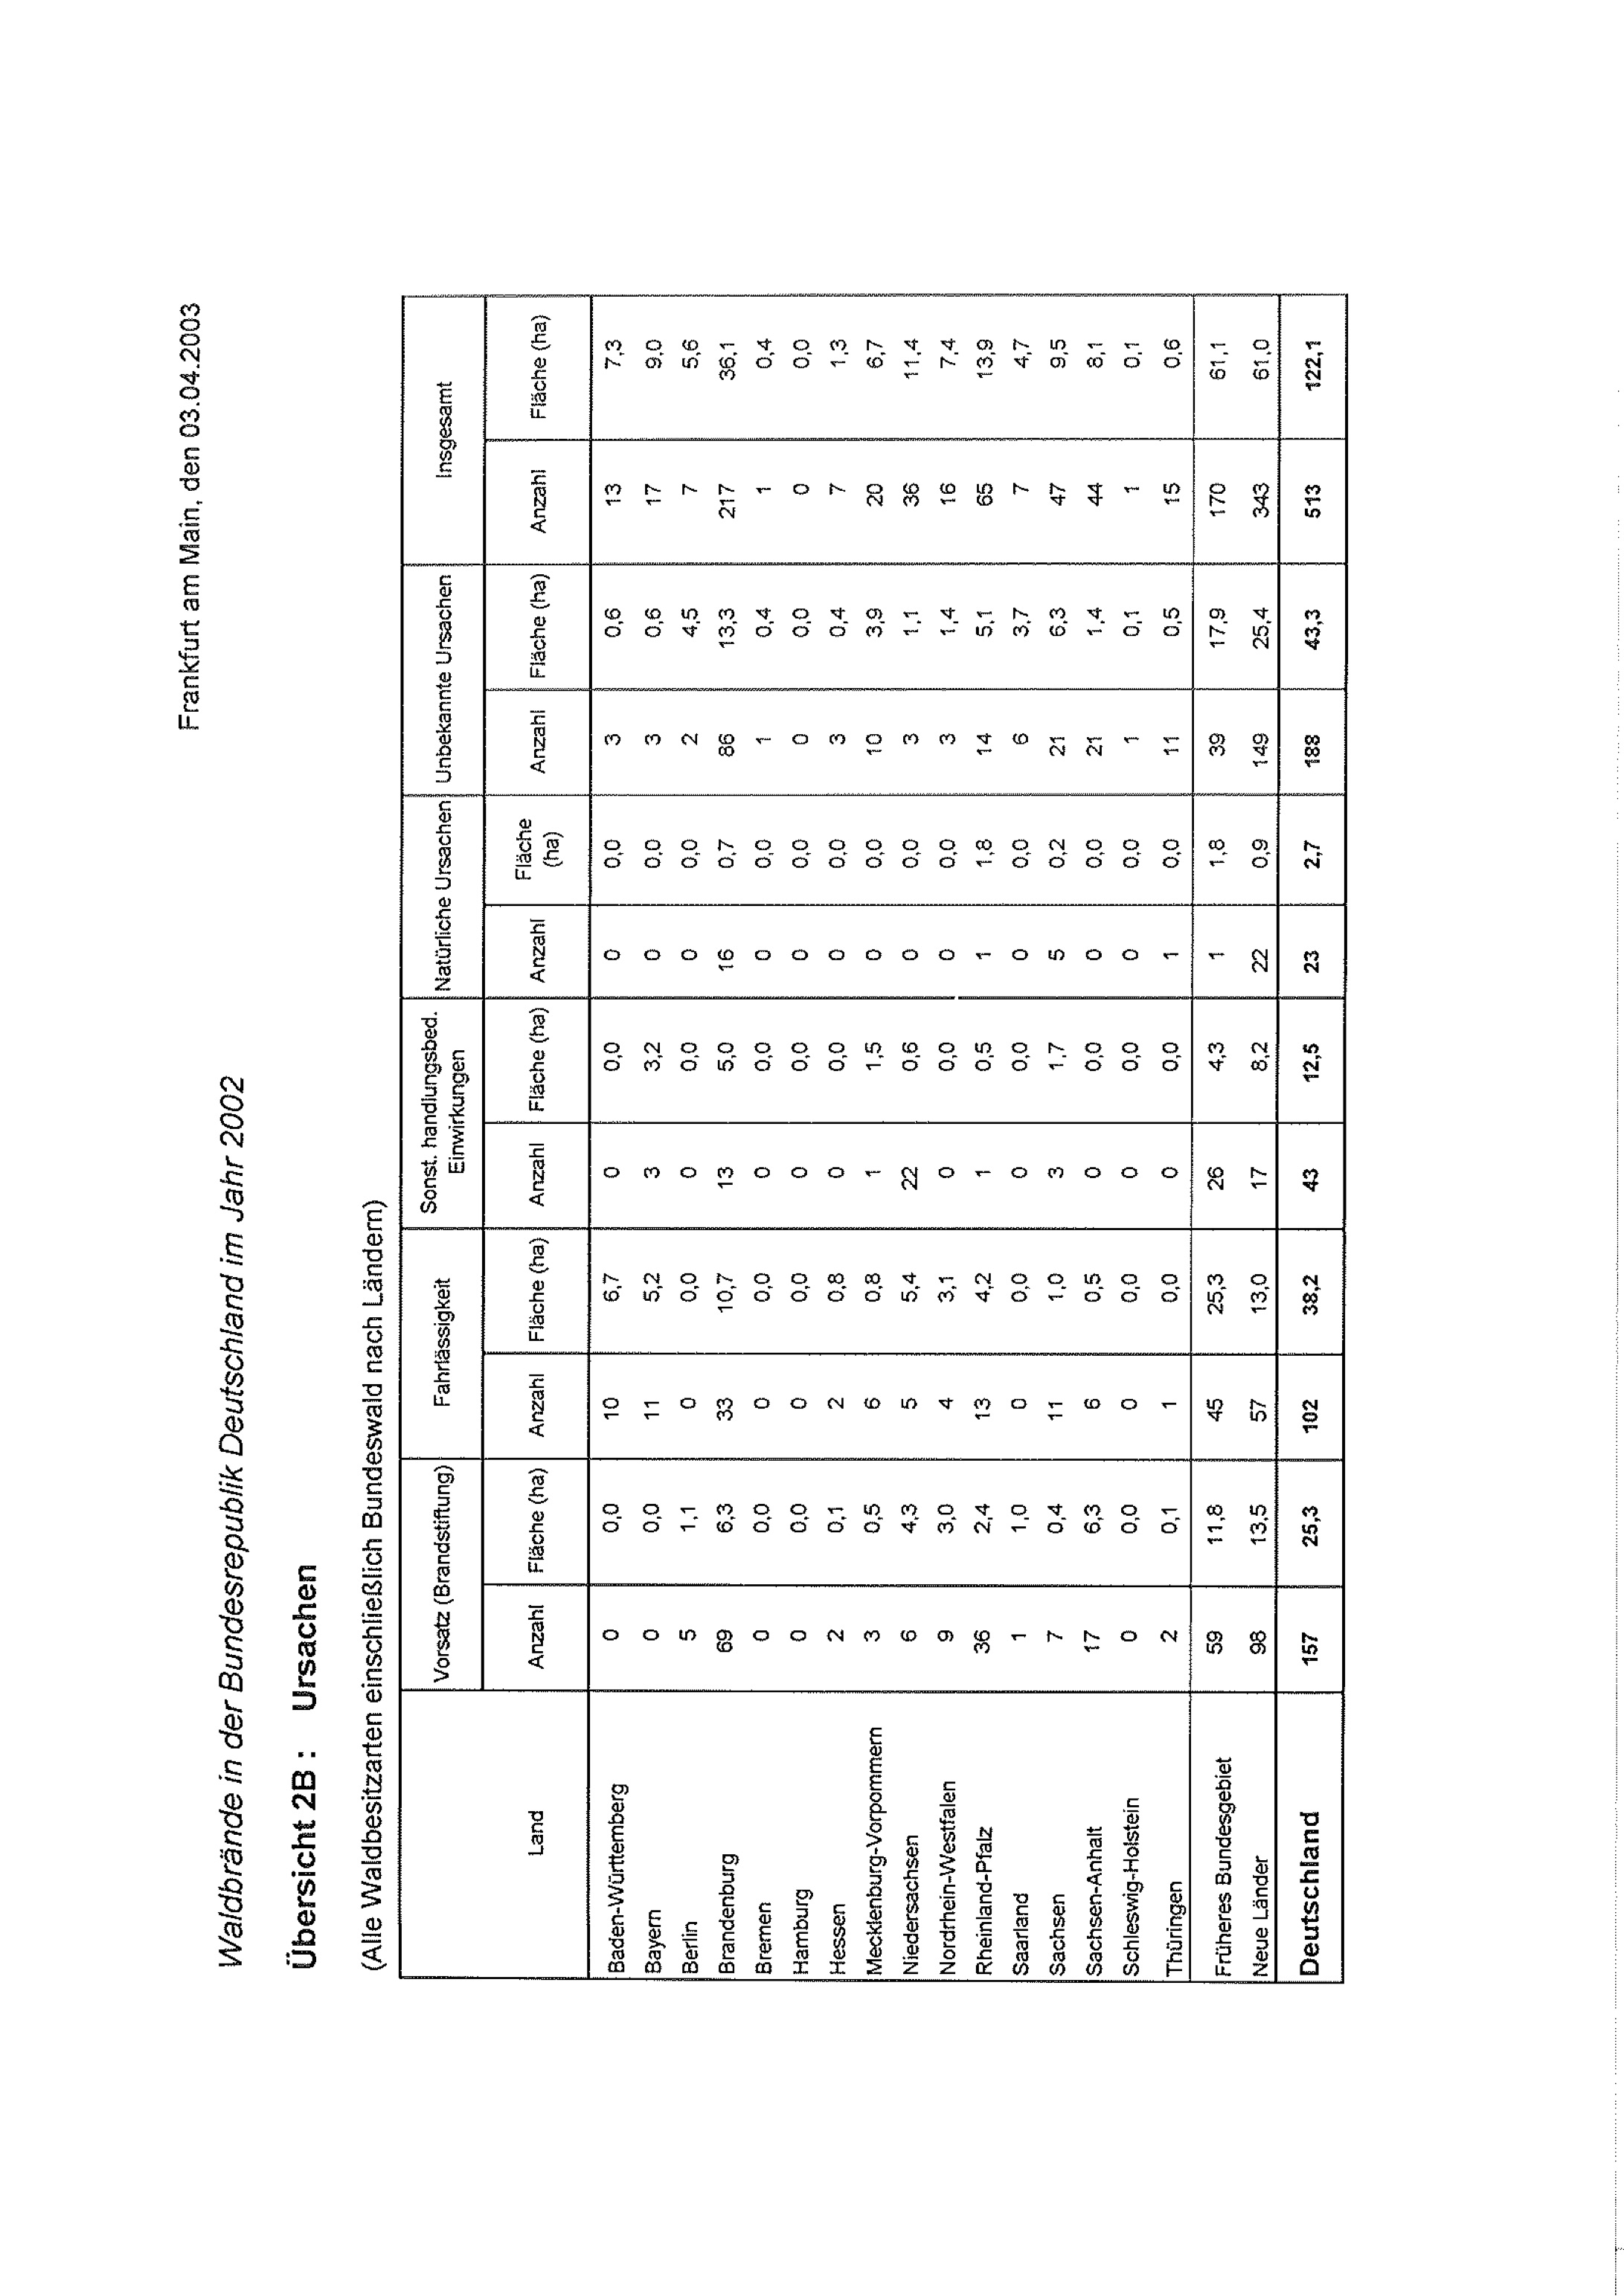 Frankfurt am Main, den 03.04.2003
Waldbrände in der Bundesrepublik Deutschland im Jahr 2002
Übersicht 2B : Ursachen
(Alle Waldbesitzarten einschließlich Bundeswald nach Ländern)
Land Vorsatz (Brandstiftung) Fahrlässigkeit Sonst. handlungsbed. Einwirkungen Natürliche Ursachen Unbekannte Ursachen Insgesamt
Anzahl Fläche (ha) Anzahl Fläche (ha) Anzahl Fläche (ha) Anzahl Fläche (ha) Anzahl Fläche (ha) Anzahl Fläche (ha)
Baden-Württemberg 0 0,0 10 6,7 0 0,0 0 0,0 3 0,6 13 7,3
Bayern 0 0,0 11 5,2 3 3,2 0 0,0 3 0,6 17 9,0
Berlin 5 1,1 0 0,0 0 0,0 0 0,0 2 4,5 7 5,6
Brandenburg 69 6,3 33 10,7 13 5,0 16 0,7 86 13,3 217 36,1
Bremen 0 0,0 0 0,0 0 0,0 0 0,0 1 0,4 1 0,4
Hamburg 0 0,0 0 0,0 0 0,0 0 0,0 0 0,0 0 0,0
Hessen 2 0,1 2 0,8 0 0,0 0 0,0 3 0,4 7 1,3
Mecklenburg-Vorpommern 3 0,5 6 0,8 1 1,5 0 0,0 10 3,9 20 6,7
Niedersachsen 6 4,3 5 5,4 22 0,6 0 0,0 3 1,1 36 11,4
Nordrhein-Westfalen 9 3,0 4 3,1 0 0,0 0 0,0 3 1,4 16 7,4
Rheinland-Pfalz 36 2,4 13 4,2 1 0,5 1 1,8 14 5,1 65 13,9
Saarland 1 1,0 0 0,0 0 0,0 0 0,0 6 3,7 7 4,7
Sachsen 7 0,4 11 1,0 3 1,7 5 0,2 21 6,3 47 9,5
Sachsen-Anhalt 17 6,3 6 0,5 0 0,0 0 0,0 21 1,4 44 8,1
Schleswig-Holstein 0 0,0 0 0,0 0 0,0 0 0,0 1 0,1 1 0,1
Thüringen 2 0,1 1 0,0 0 0,0 1 0,0 11 0,5 15 0,6
Früheres Bundesgebiet 59 11,8 45 25,3 26 4,3 1 1,8 39 17,9 170 61,1
Neue Länder 98 13,5 57 13,0 17 8,2 22 0,9 149 25,4 343 61,0
Deutschland 157 25,3 102 38,2 43 12,5 23 2,7 188 43,3 513 122,1